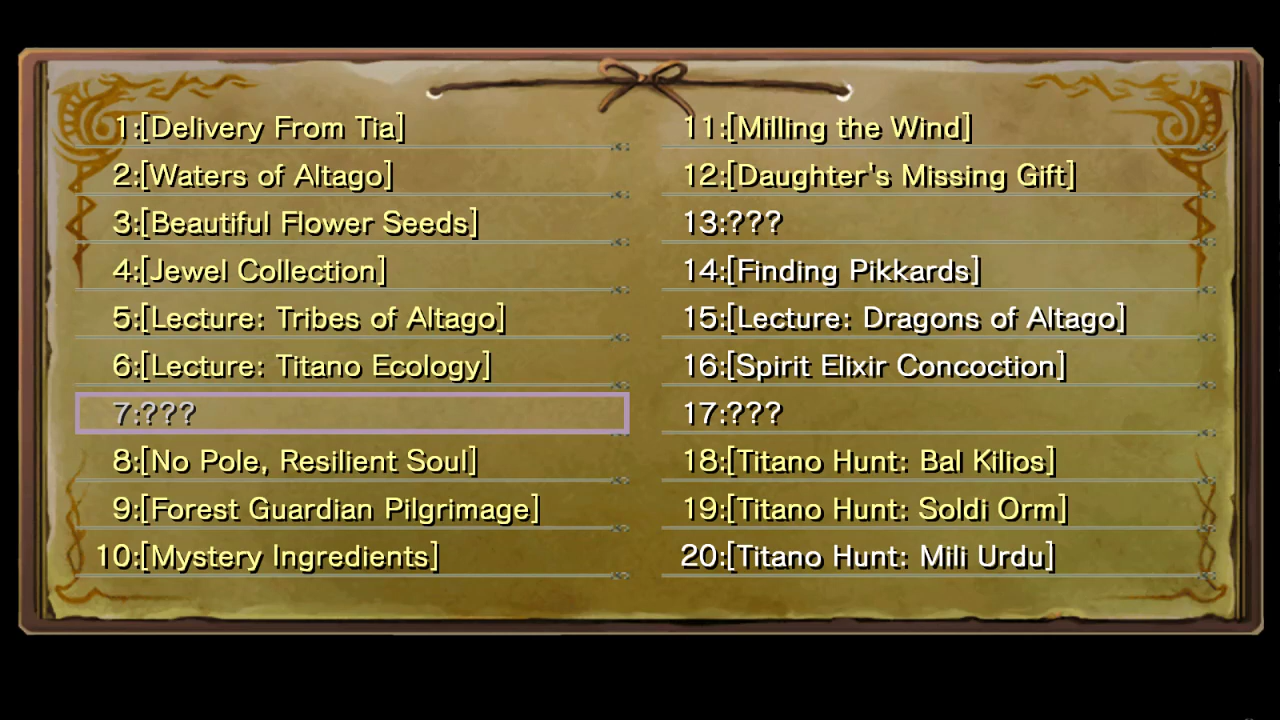 1:[Delivery From Tia]
2:[Waters of Altago]
3:[Beautiful Flower Seeds]
4:[Jewel Collection]
5:[Lecture: Tribes of Altago]
6:[Lecture: Titano Ecology]
7:???
8:[No Pole, Resilient Soul]
9:[Forest Guardian Pilgrimage]
10:[Mystery Ingredients]
11:[Milling the Wind]
12:[Daughter's Missing Gift]
13:???
14:[Finding Pikkards]
15:[Lecture: Dragons of Altago]
16:[Spirit Elixir Concoction]
17:???
18:[Titano Hunt: Bal Kilios]
19:[Titano Hunt: Soldi Orm]
20:[Titano Hunt: Mili Urdu]